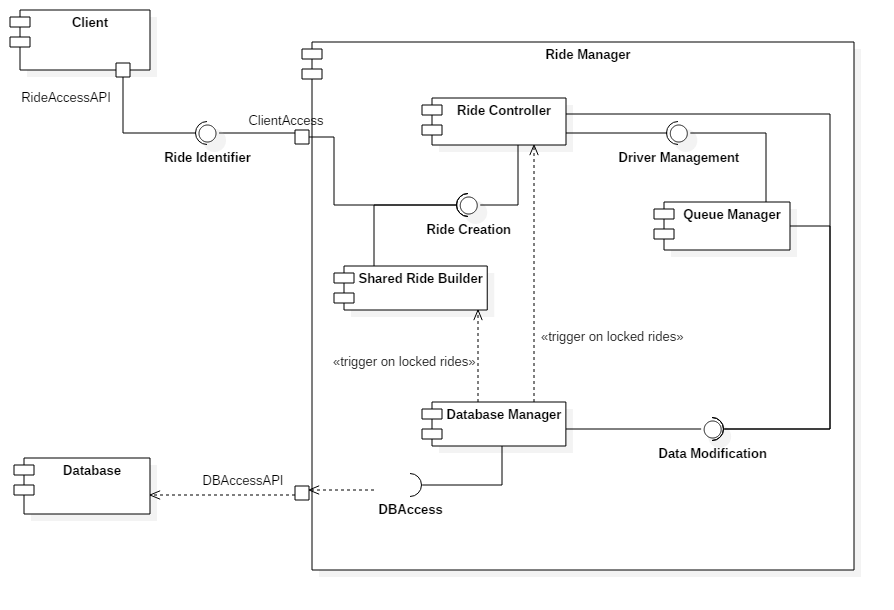 Client
Ride Manager
RideAccessAPI
Ride Controller
ClientAccess
Ride Identifier
Driver Management
Queue Manager
Ride Creation
Shared Ride Builder
«trigger on locked rides»
«trigger on locked rides»
Database Manager
Data Modification
Database
DBAccessAPI
DBAccess